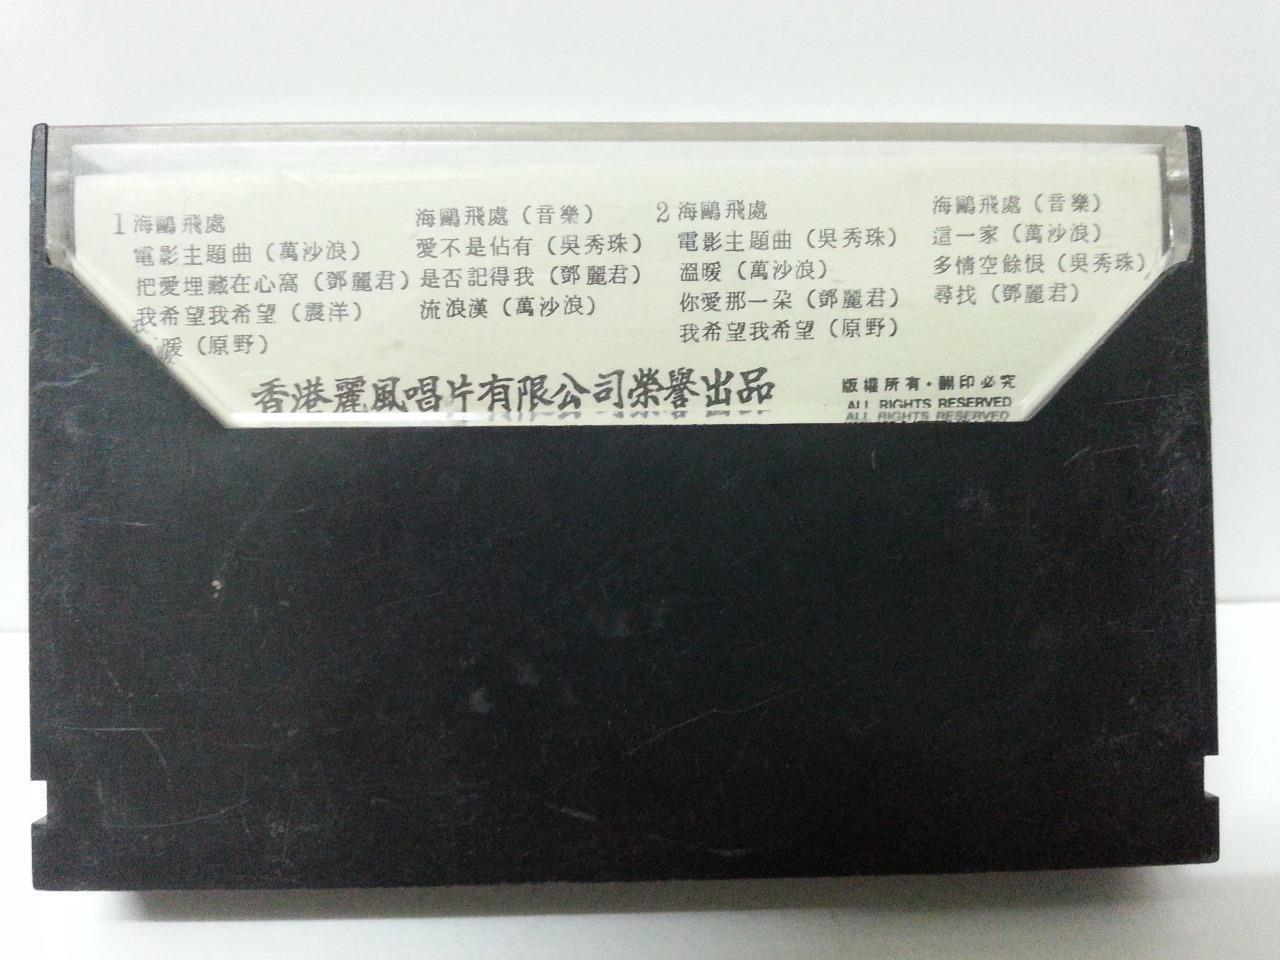 1 海鷗飛處
電影主題曲（萬沙浪）
把愛埋藏在心窩（鄧麗君）
我希望我希望（震洋）
暖（原野）
海鷗飛處（音樂）
愛不是佔有（吳秀珠）
是否記得我（鄧麗君）
流浪漢（萬沙浪）
2 海鷗飛處
電影主題曲（吳秀珠）
溫暖（萬沙浪）
你愛那一朵（鄧麗君）
我希望我希望（原野）
海鷗飛處（音樂）
這一家（萬沙浪）
多情空餘恨（吳秀珠）
尋找（鄧麗君）
香港麗風唱片有限公司榮譽出品
版權所有·翻印必究
ALL RIGHTS RESERVED